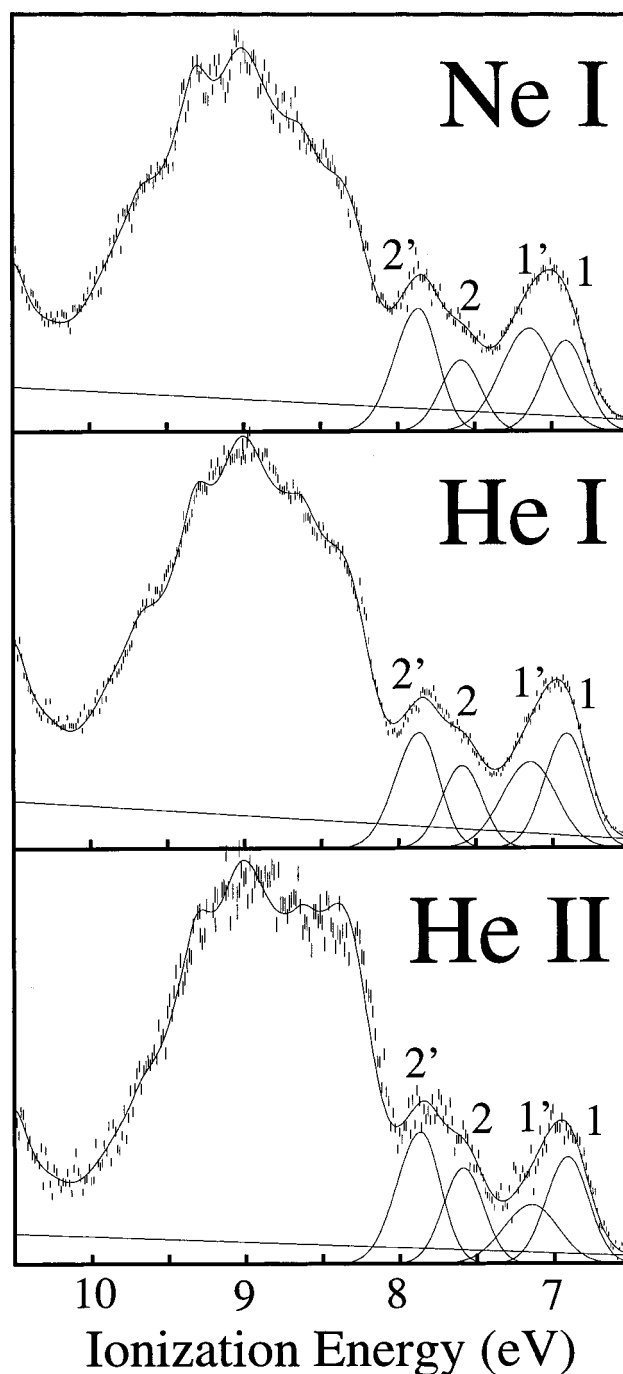 Ne I
2' 2 1' 1
He I
2' 2 1' 1
He II
2' 2 1' 1
10 9 8 7
Ionization Energy (eV)